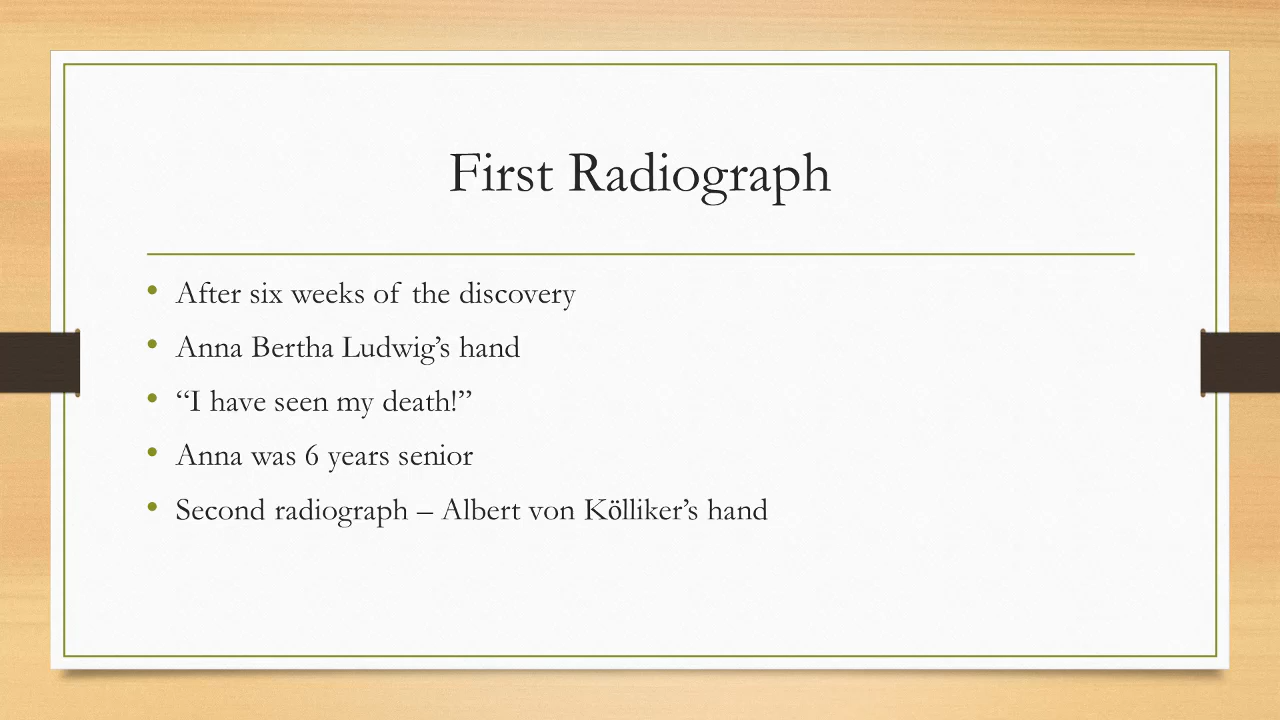 First Radiograph
• After six weeks of the discovery
• Anna Bertha Ludwig’s hand
• “I have seen my death!”
• Anna was 6 years senior
• Second radiograph – Albert von Kölliker’s hand